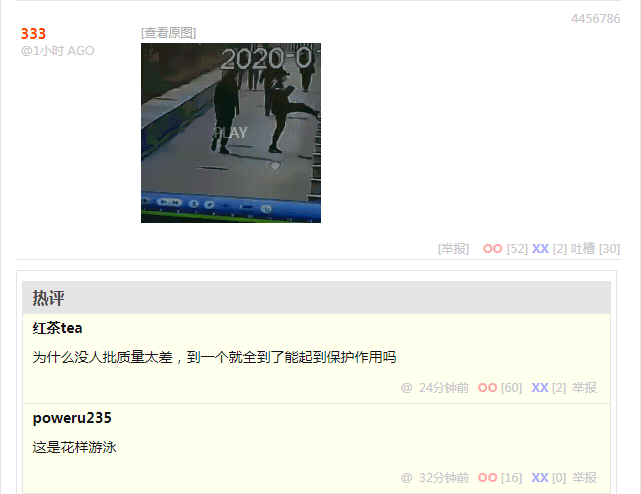 4456786
333
@1小时 AGO
[查看原图]
2020-0
PLAY
[举报] OO [52] XX [2] 吐槽 [30]
热评
红茶tea
为什么没人批质量太差，到一个就全到了能起到保护作用吗
@ 24分钟前 OO [60] XX [2] 举报
poweru235
这是花样游泳
@ 32分钟前 OO [16] XX [0] 举报